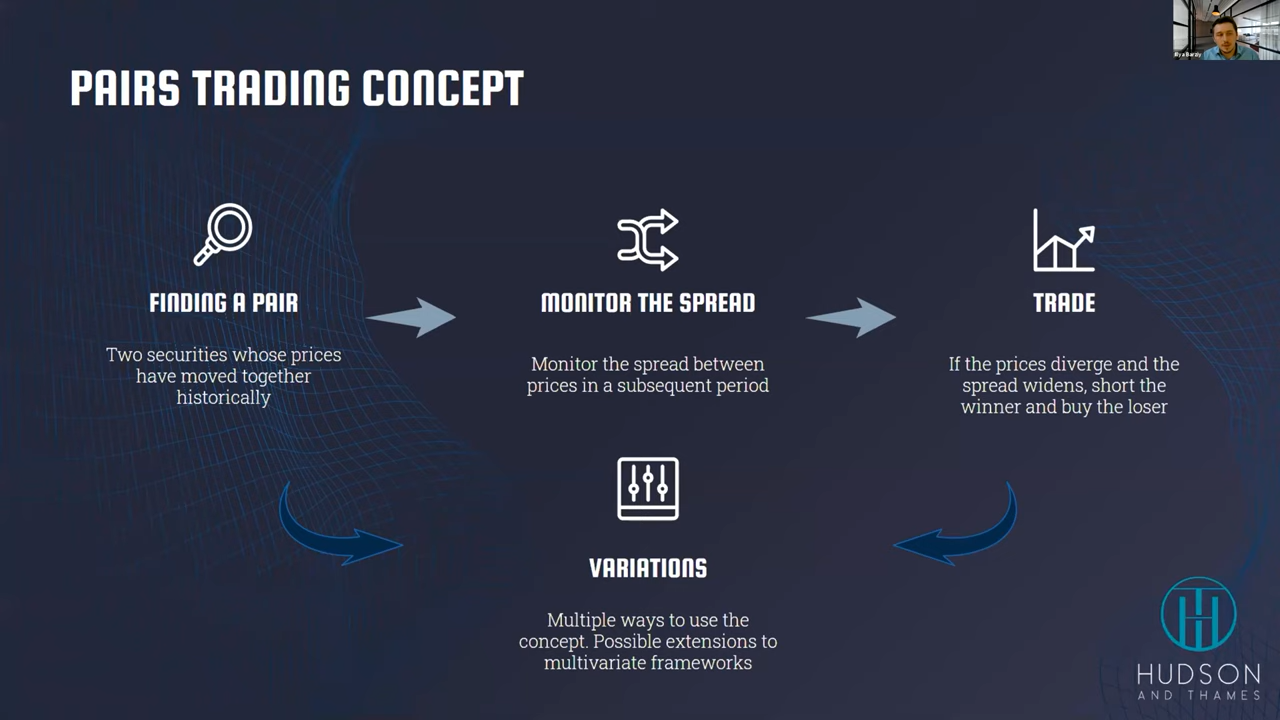 PAIRS TRADING CONCEPT
FINDING A PAIR
Two securities whose prices
have moved together
historically
MONITOR THE SPREAD
Monitor the spread between
prices in a subsequent period
TRADE
If the prices diverge and the
spread widens, short the
winner and buy the loser
VARIATIONS
Multiple ways to use the
concept. Possible extensions to
multivariate frameworks
HUDSON
AND THAMES